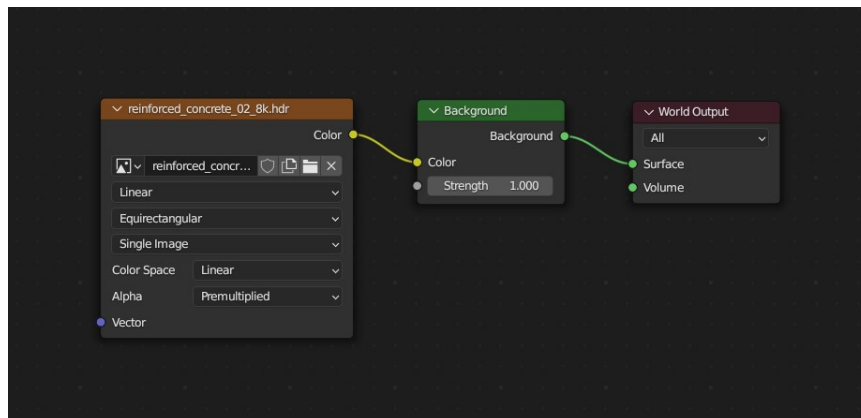 reinforced_concrete_02_8k.hdr
Color
reinforced_concr...
Linear
Equirectangular
Single Image
Color Space Linear
Alpha Premultiplied
Vector
Background
Background
Color
Strength 1.000
World Output
All
Surface
Volume